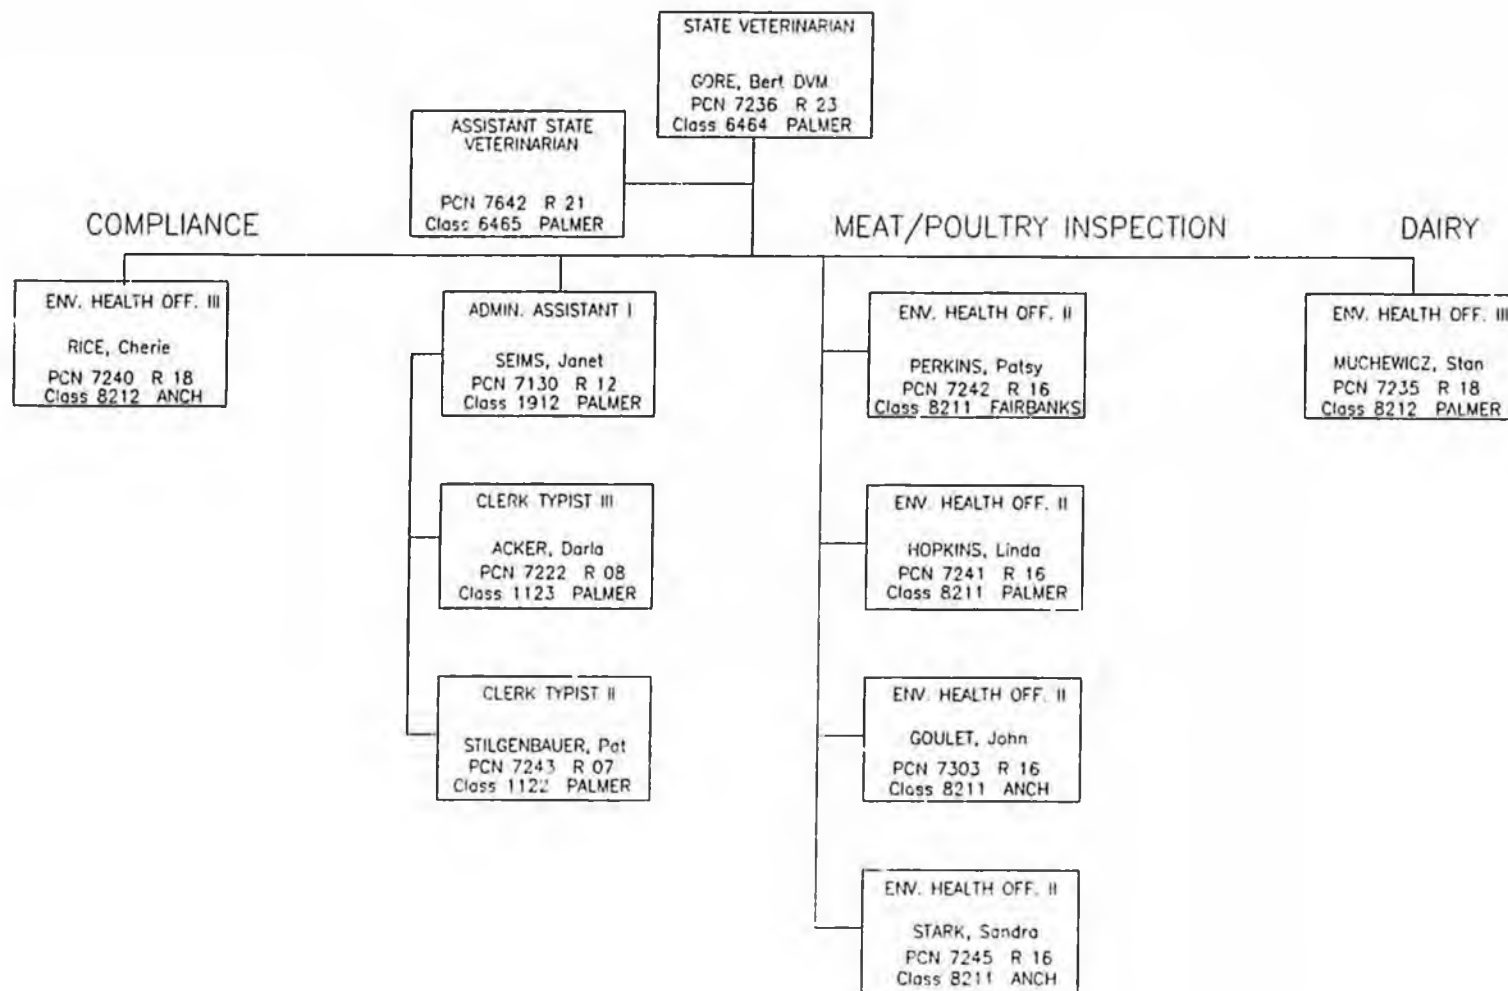 STATE VETERINARIAN
GORE, Bert DVM
PCN 7236 R 23
Class 6464 PALMER
ASSISTANT STATE
VETERINARIAN
PCN 7642 R 21
Class 6465 PALMER
COMPLIANCE
MEAT/POULTRY INSPECTION
DAIRY
ENV. HEALTH OFF. III
RICE, Cherie
PCN 7240 R 18
Class 8212 ANCH
ADMIN. ASSISTANT I
SEIMS, Janet
PCN 7130 R 12
Class 1912 PALMER
CLERK TYPIST III
ACKER, Darla
PCN 7222 R 08
Class 1123 PALMER
CLERK TYPIST II
STILGENBAUER, Pat
PCN 7243 R 07
Class 1122 PALMER
ENV. HEALTH OFF. II
PERKINS, Patsy
PCN 7242 R 16
Class 8211 FAIRBANKS
ENV. HEALTH OFF. II
HOPKINS, Linda
PCN 7241 R 16
Class 8211 PALMER
ENV. HEALTH OFF. II
GOULET, John
PCN 7303 R 16
Class 8211 ANCH
ENV. HEALTH OFF. II
STARK, Sandra
PCN 7245 R 16
Class 8211 ANCH
ENV. HEALTH OFF. III
MUCHEWICZ, Stan
PCN 7235 R 18
Class 8212 PALMER